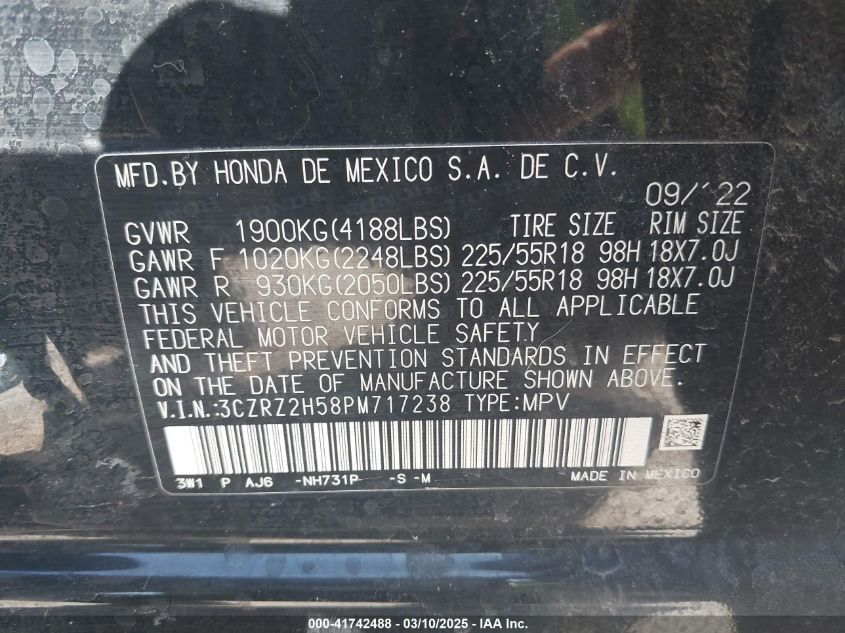 MFD.BY HONDA DE MEXICO S.A. DE C.V.
09/'22
GVWR 1900KG(4188LBS) TIRE SIZE RIM SIZE
GAWR F 1020KG(2248LBS) 225/55R18 98H 18X7.0J
GAWR R 930KG(2050LBS) 225/55R18 98H 18X7.0J
THIS VEHICLE CONFORMS TO ALL APPLICABLE
FEDERAL MOTOR VEHICLE SAFETY
AND THEFT PREVENTION STANDARDS IN EFFECT
ON THE DATE OF MANUFACTURE SHOWN ABOVE.
V.I.N.:3CZRZ2H58PM717238 TYPE:MPV
3W1 P AJ6 -NH731P -S -M MADE IN MEXICO
000-41742488 - 03/10/2025 - IAA Inc.